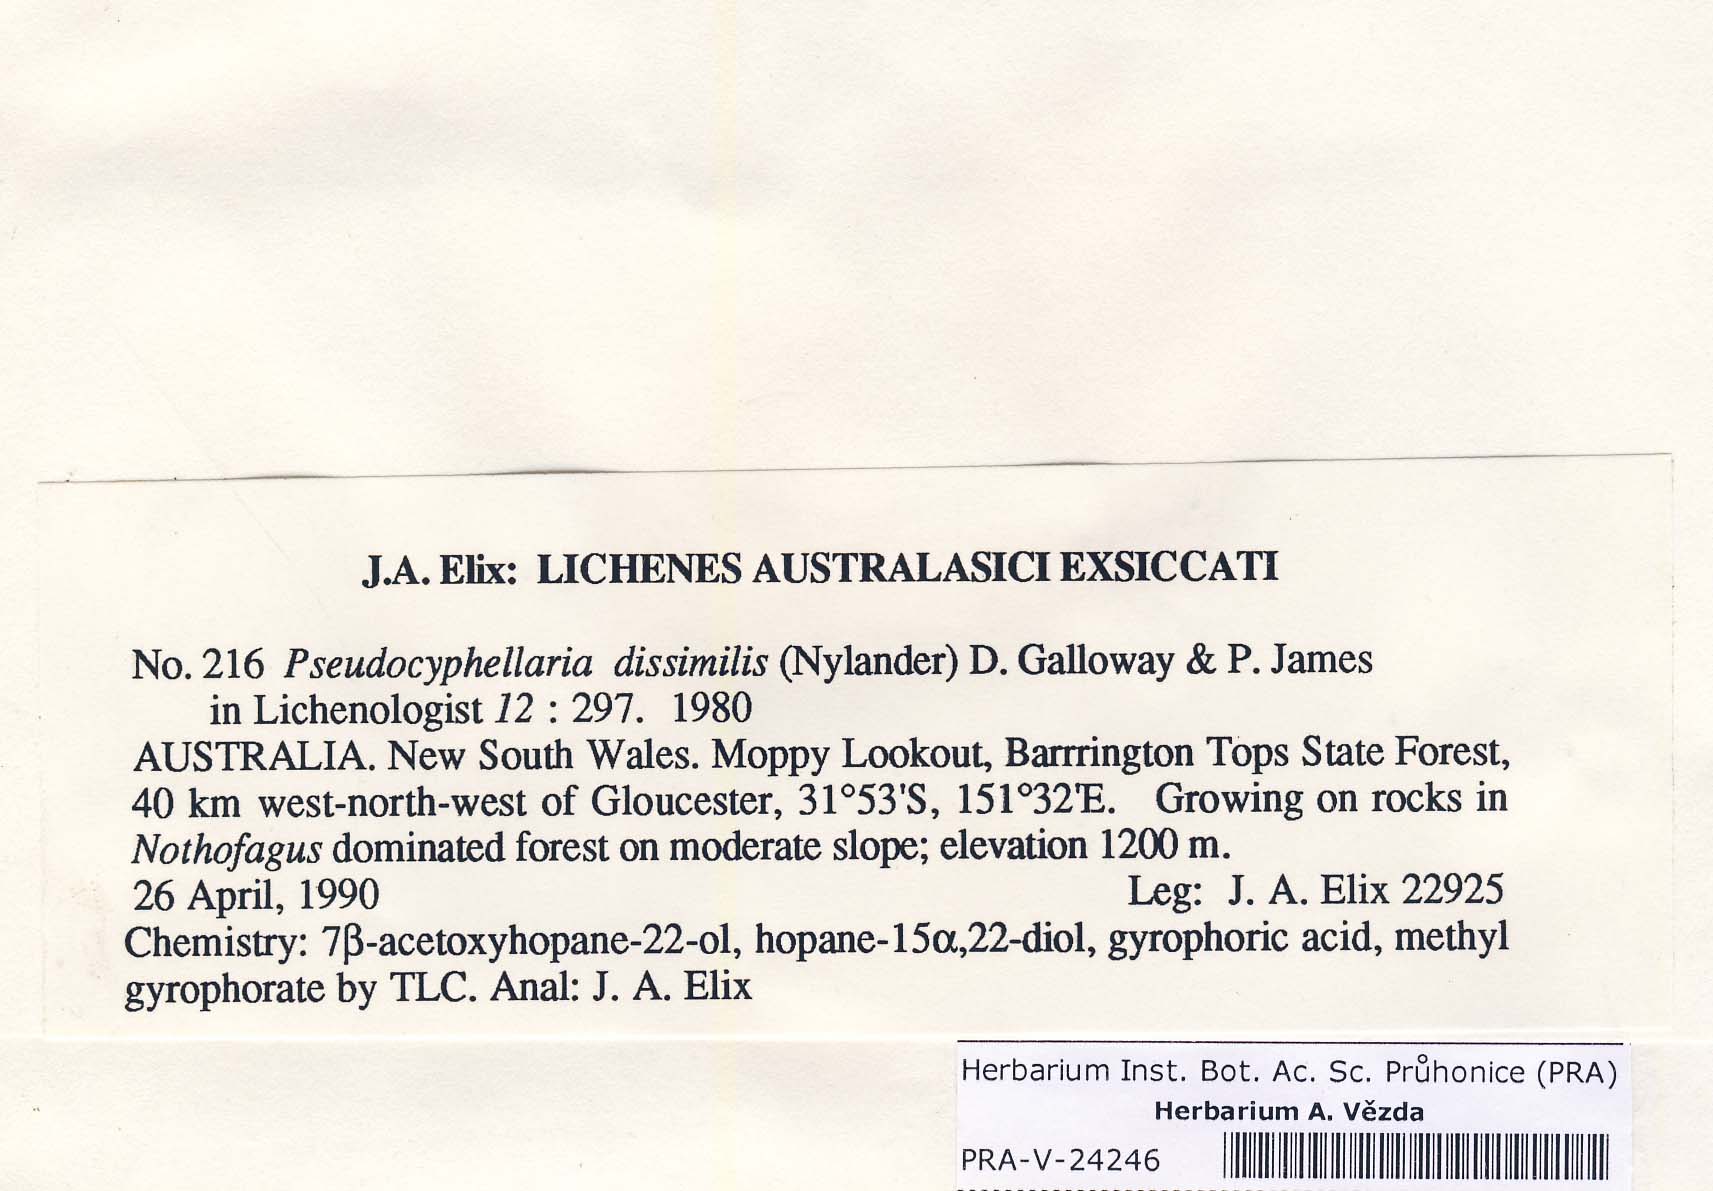 J.A. Elix: LICHENES AUSTRALASICI EXSICCATI
No. 216 Pseudocyphellaria dissimilis (Nylander) D. Galloway & P. James
in Lichenologist 12 : 297. 1980
AUSTRALIA. New South Wales. Moppy Lookout, Barrrington Tops State Forest,
40 km west-north-west of Gloucester, 31°53'S, 151°32'E. Growing on rocks in
Nothofagus dominated forest on moderate slope; elevation 1200 m.
26 April, 1990 Leg: J. A. Elix 22925
Chemistry: 7β-acetoxyhopane-22-ol, hopane-15α,22-diol, gyrophoric acid, methyl
gyrophorate by TLC. Anal: J. A. Elix
Herbarium Inst. Bot. Ac. Sc. Průhonice (PRA)
Herbarium A. Vězda
PRA-V-24246